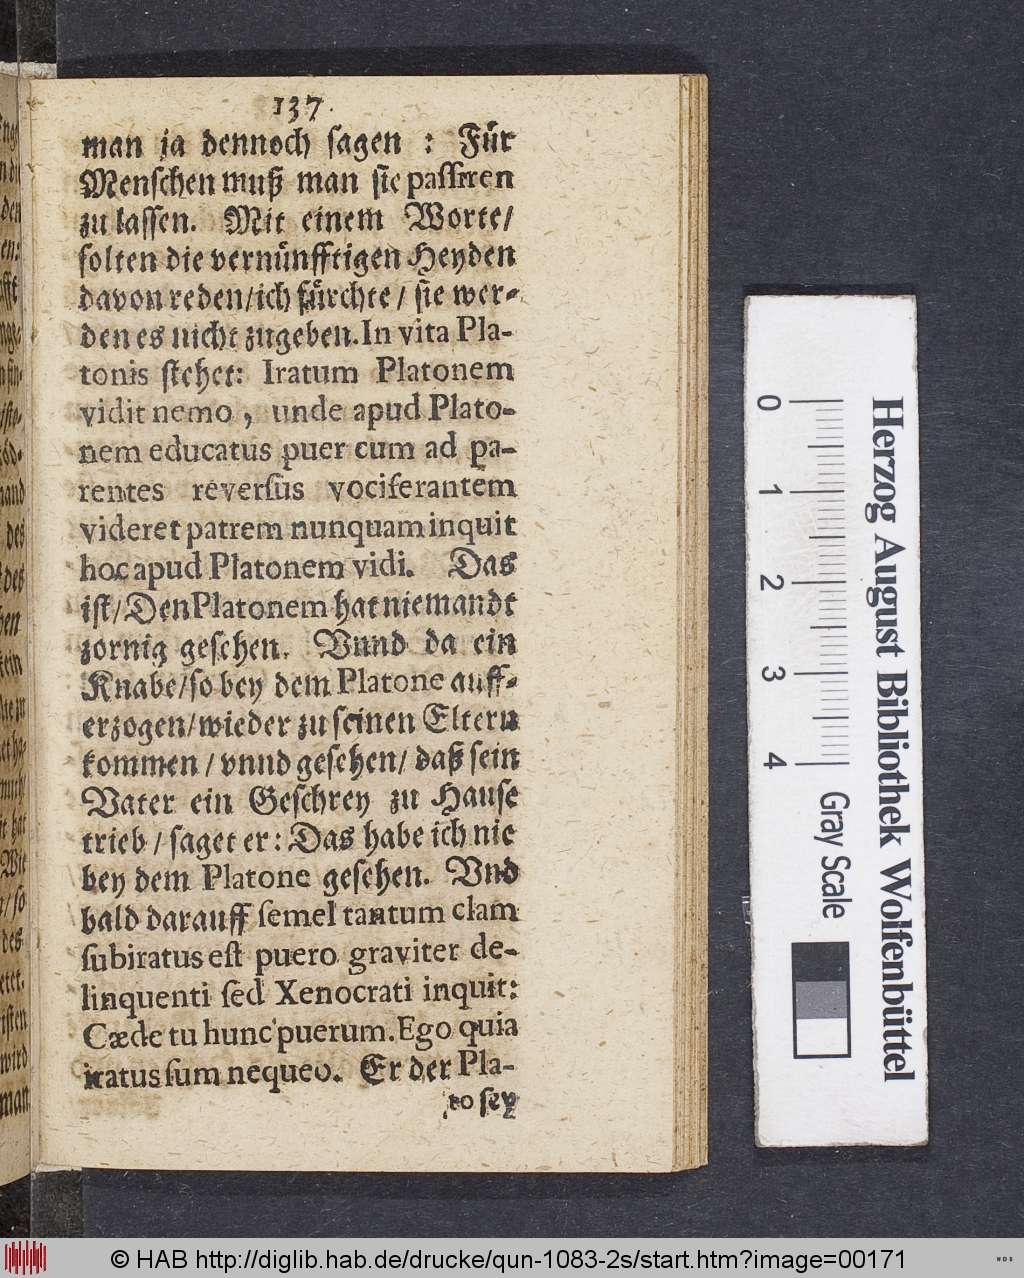 137.
man ja dennoch sagen : Für
Menschen muß man sie passiren
zu lassen. Mit einem Worte/
solten die vernünfftigen Heyden
davon reden/ich fürchte/ sie wer-
den es nicht zugeben. In vita Pla-
tonis stehet: Iratum Platonem
vidit nemo, unde apud Plato-
nem educatus puer cum ad pa-
rentes reversus vociferantem
videret patrem nunquam inquit
hoc apud Platonem vidi. Das
ist/ Den Platonem hat niemandt
zornig gesehen. Vnnd da ein
Knabe/so bey dem Platone auff-
erzogen/wieder zu seinen Eltern
kommen / vnnd gesehen/ daß sein
Vater ein Geschrey zu Hause
trieb / saget er: Das habe ich nie
bey dem Platone gesehen. Vnd
bald darauff semel tantum clam
subiratus est puero graviter de-
linquenti sed Xenocrati inquit:
Cæde tu hunc puerum. Ego quia
iratus sum nequeo. Er der Pla-
to sey
0 1 2 3 4 Gray Scale
Herzog August Bibliothek Wolfenbüttel
© HAB http://diglib.hab.de/drucke/qun-1083-2s/start.htm?image=00171